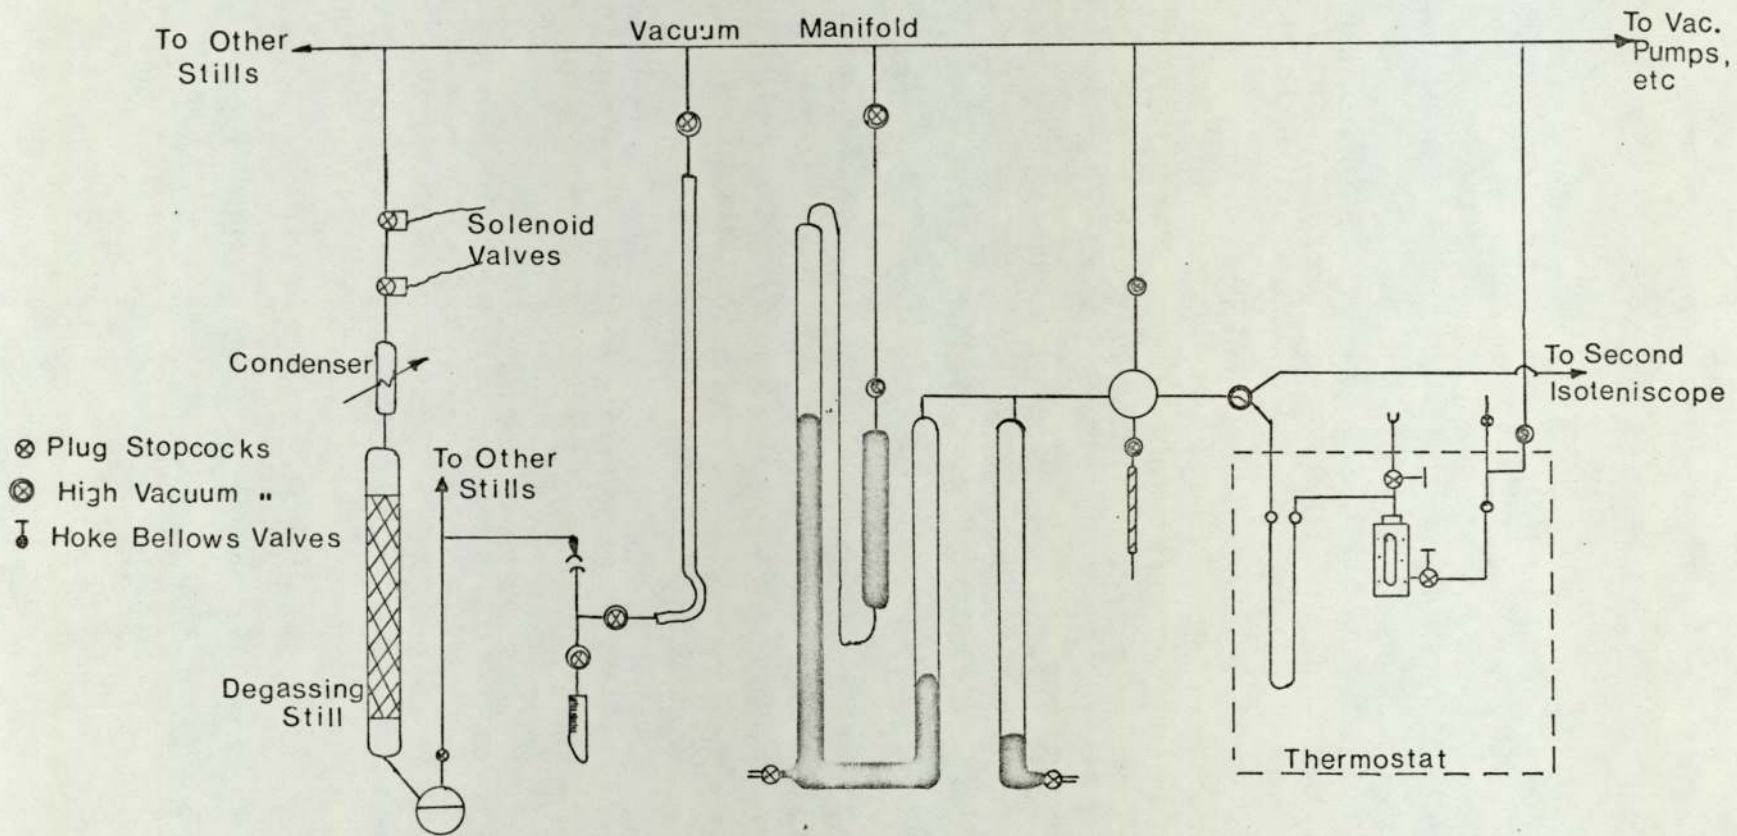 To Other
Stills
Vacuum Manifold
To Vac.
Pumps,
etc
Solenoid
Valves
Condenser
To Second
Isoteniscope
Plug Stopcocks
High Vacuum "
Hoke Bellows Valves
To Other
Stills
Degassing
Still
Thermostat